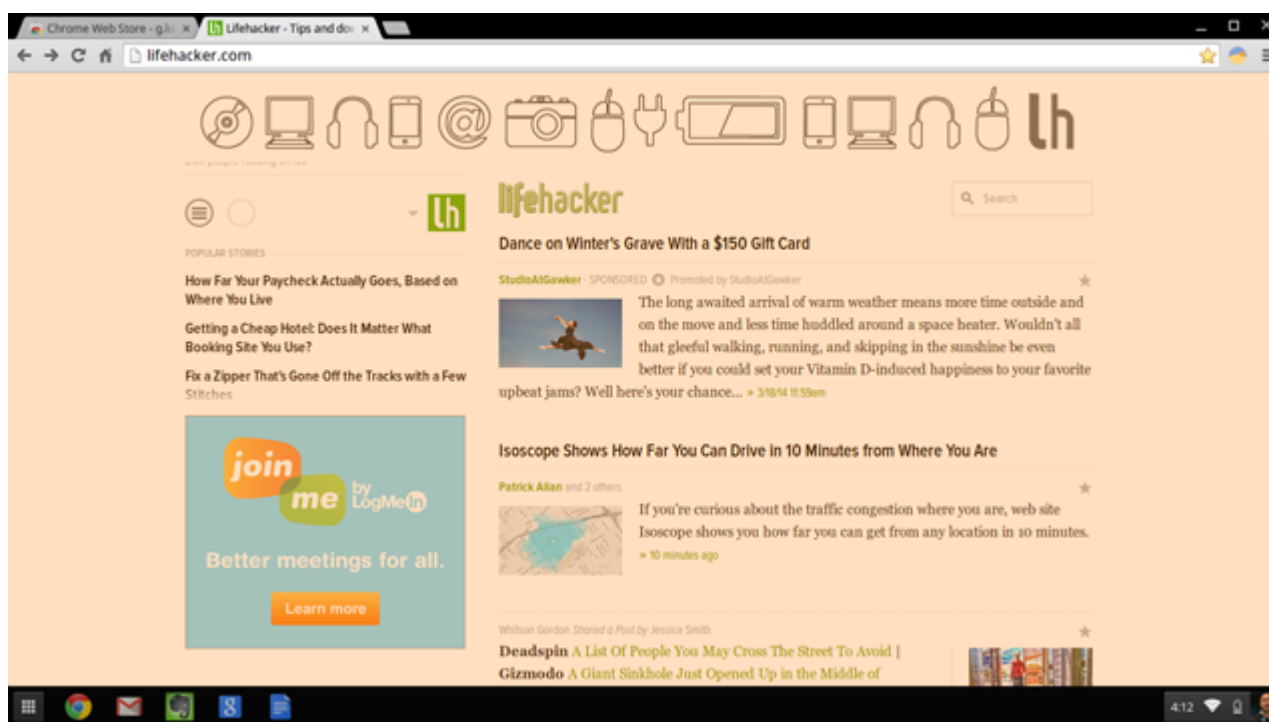 Chrome Web Store - g.lu
Lifehacker - Tips and do
lifehacker.com
lh
lh
POPULAR STORIES
How Far Your Paycheck Actually Goes, Based on
Where You Live
Getting a Cheap Hotel: Does It Matter What
Booking Site You Use?
Fix a Zipper That's Gone Off the Tracks with a Few
Stitches
join
me by
LogMeIn
Better meetings for all.
Learn more
lifehacker
Search
Dance on Winter's Grave With a $150 Gift Card
StudioAtGawker - SPONSORED Promoted by StudioAtGawker
The long awaited arrival of warm weather means more time outside and
on the move and less time huddled around a space heater. Wouldn't all
that gleeful walking, running, and skipping in the sunshine be even
better if you could set your Vitamin D-induced happiness to your favorite
upbeat jams? Well here's your chance... » 3/18/14 11:59am
Isoscope Shows How Far You Can Drive in 10 Minutes from Where You Are
Patrick Allan and 2 others
If you're curious about the traffic congestion where you are, web site
Isoscope shows you how far you can get from any location in 10 minutes.
» 10 minutes ago
Whitson Gordon Shared a Post by Jessica Smith
Deadspin A List Of People You May Cross The Street To Avoid |
Gizmodo A Giant Sinkhole Just Opened Up in the Middle of
8
4:12